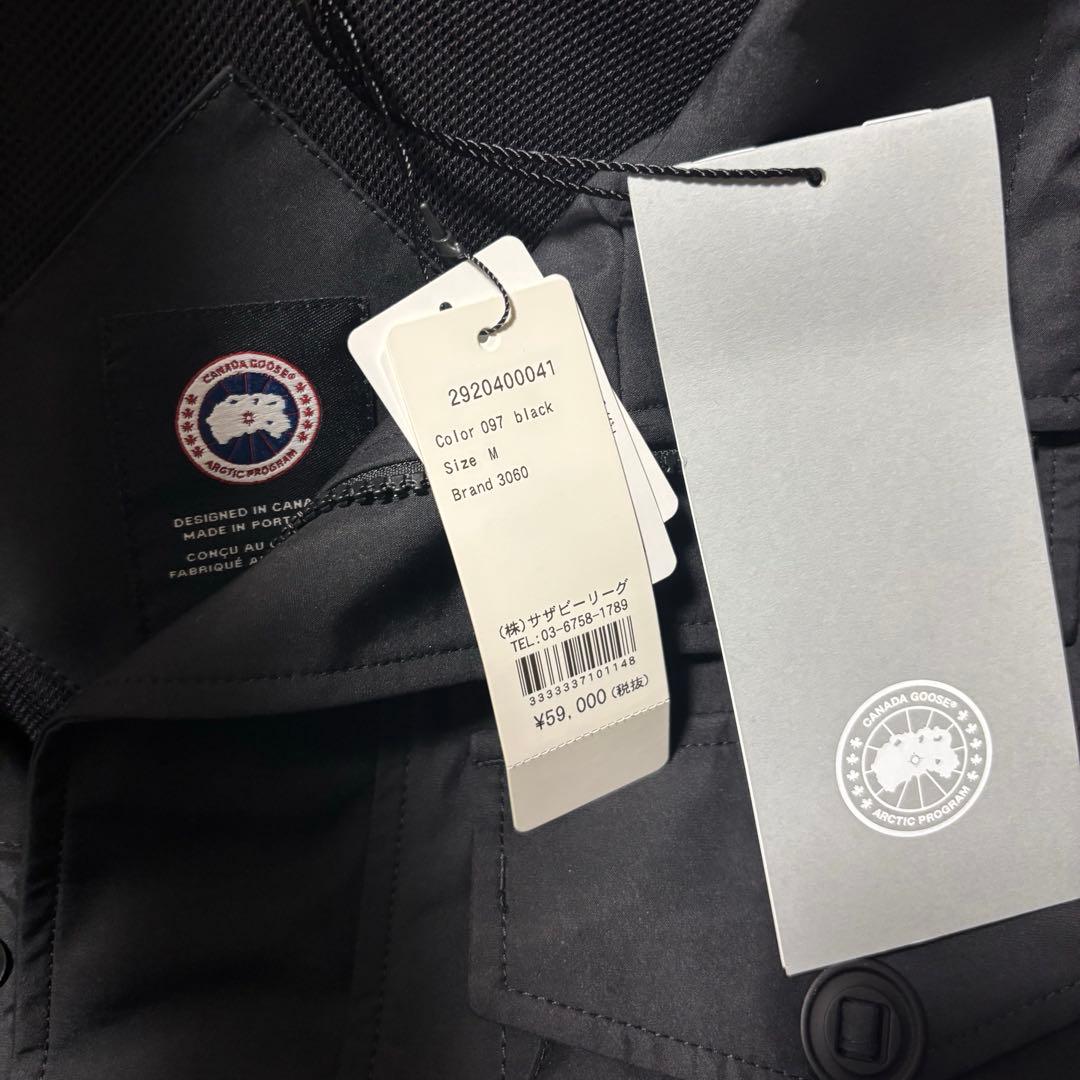 CANADA GOOSE®
ARCTIC PROGRAM
DESIGNED IN
MADE IN
CONÇU AU
FABRIQUÉ
2920400041
Color 097 black
Size M
Brand 3060
(株)サザビーリーグ
TEL:03-6758-1789
3333337101148
¥59,000(税抜)
CANADA GOOSE®
ARCTIC PROGRAM